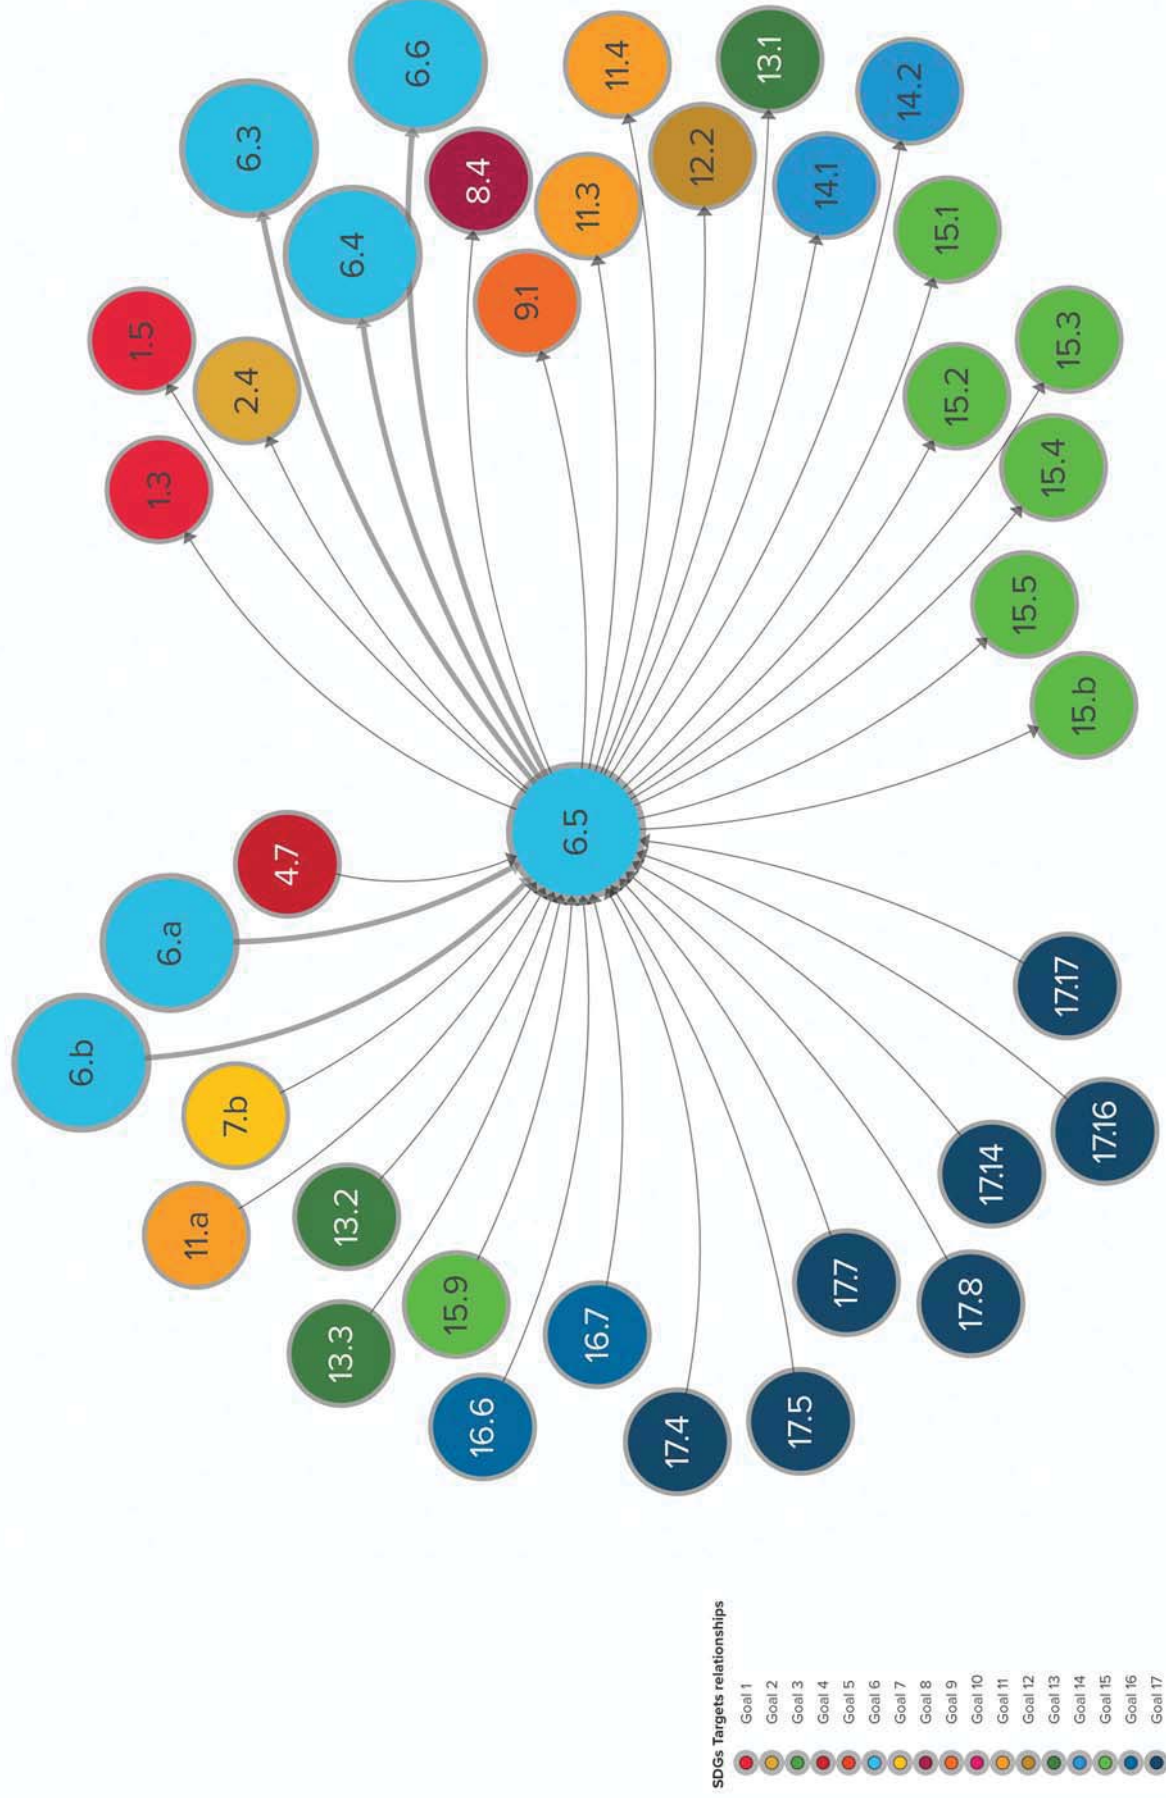 6.b
6.a
4.7
7.b
11.a
13.2
13.3
15.9
16.6
16.7
17.4
17.5
17.7
17.8
17.14
17.16
17.17
6.5
1.3
1.5
2.4
6.3
6.4
6.6
8.4
9.1
11.3
11.4
12.2
13.1
14.1
14.2
15.1
15.2
15.3
15.4
15.5
15.b
SDGs Targets relationships
Goal 1
Goal 2
Goal 3
Goal 4
Goal 5
Goal 6
Goal 7
Goal 8
Goal 9
Goal 10
Goal 11
Goal 12
Goal 13
Goal 14
Goal 15
Goal 16
Goal 17